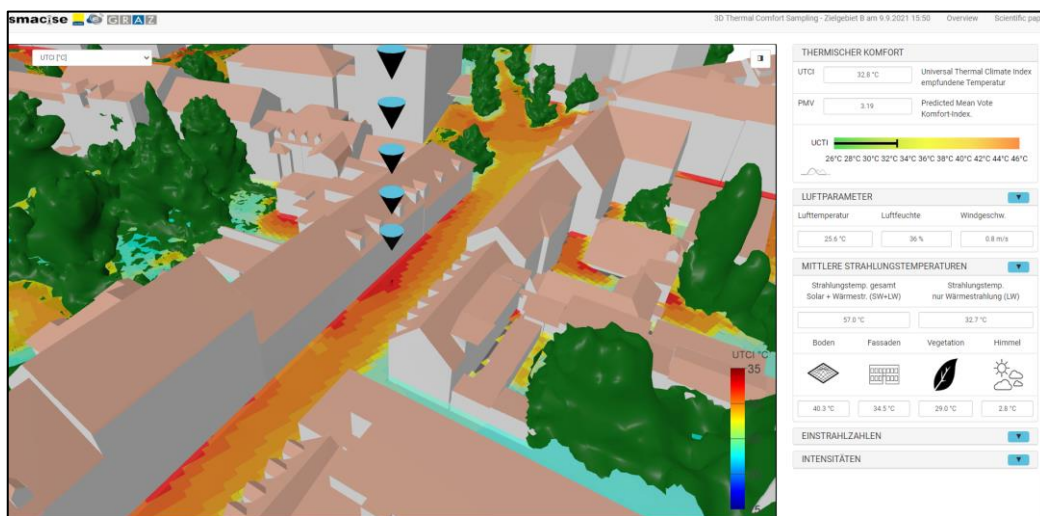 smacise GRAZ
3D Thermal Comfort Sampling - Zielgebiet B am 9.9.2021 15:50 Overview Scientific pap
UTCI [°C]
THERMISCHER KOMFORT
UTCI 32.8 °C Universal Thermal Climate Index
empfundene Temperatur
PMV 3.19 Predicted Mean Vote
Komfort-Index.
UCTI
26°C 28°C 30°C 32°C 34°C 36°C 38°C 40°C 42°C 44°C 46°C
LUFTPARAMETER
Lufttemperatur Luftfeuchte Windgeschw.
25.6 °C 36 % 0.8 m/s
MITTLERE STRAHLUNGSTEMPERATUREN
Strahlungstemp. gesamt
Solar + Wärmestr. (SW+LW)
Strahlungstemp.
nur Wärmestrahlung (LW)
57.0 °C 32.7 °C
Boden Fassaden Vegetation Himmel
40.3 °C 34.5 °C 29.0 °C 2.8 °C
EINSTRAHLZAHLEN
INTENSITÄTEN
UTCI °C
35